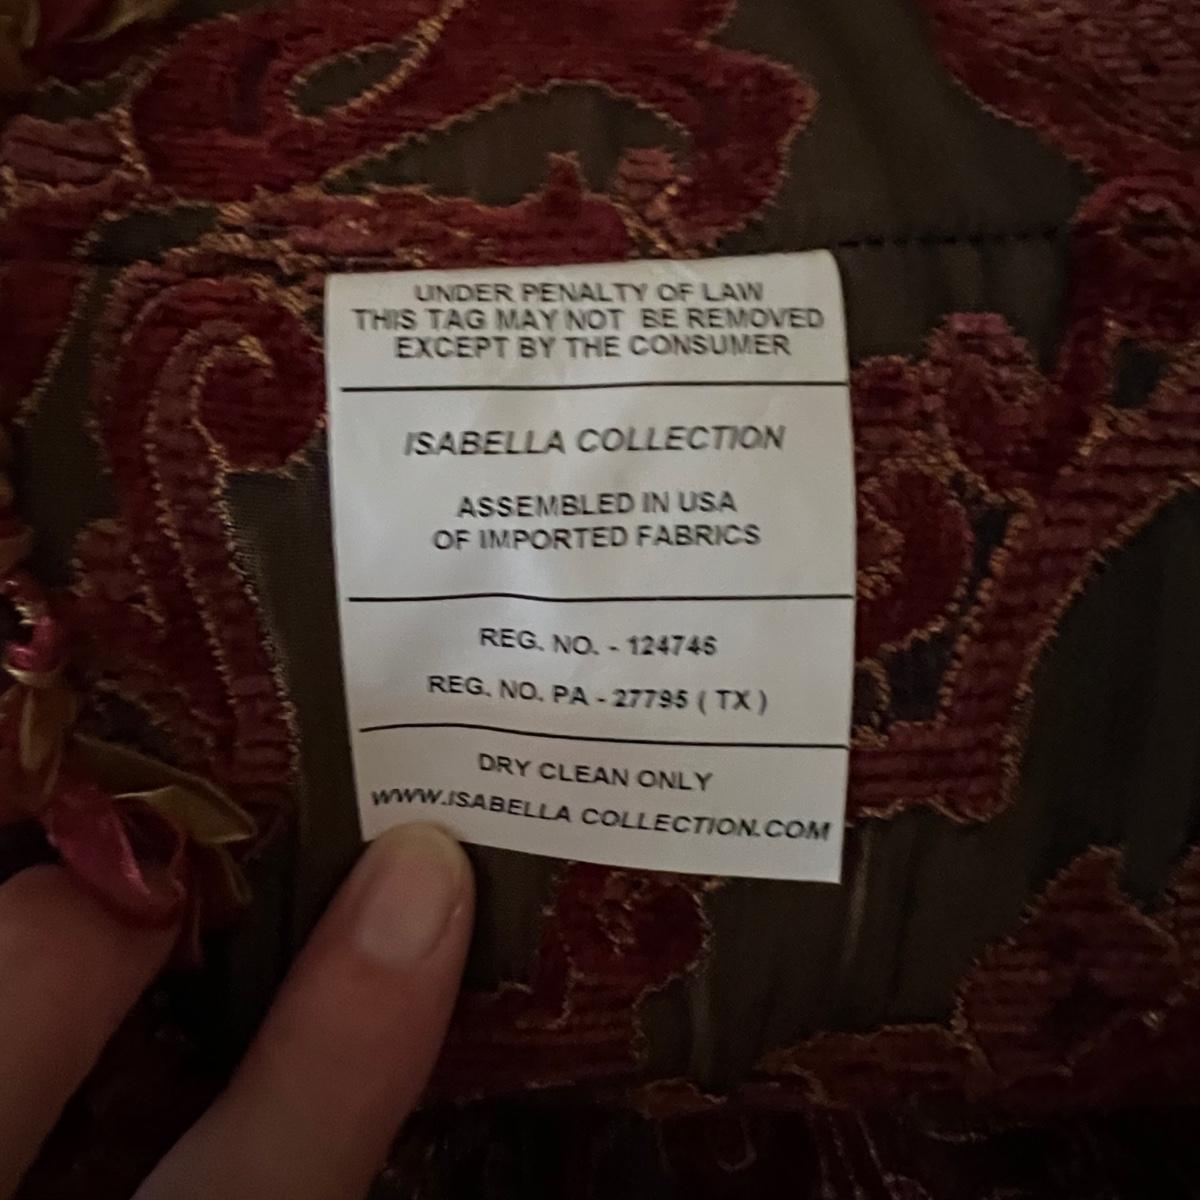 UNDER PENALTY OF LAW
THIS TAG MAY NOT BE REMOVED
EXCEPT BY THE CONSUMER
ISABELLA COLLECTION
ASSEMBLED IN USA
OF IMPORTED FABRICS
REG. NO. - 124746
REG. NO. PA - 27795 ( TX )
DRY CLEAN ONLY
WWW.ISABELLA COLLECTION.COM